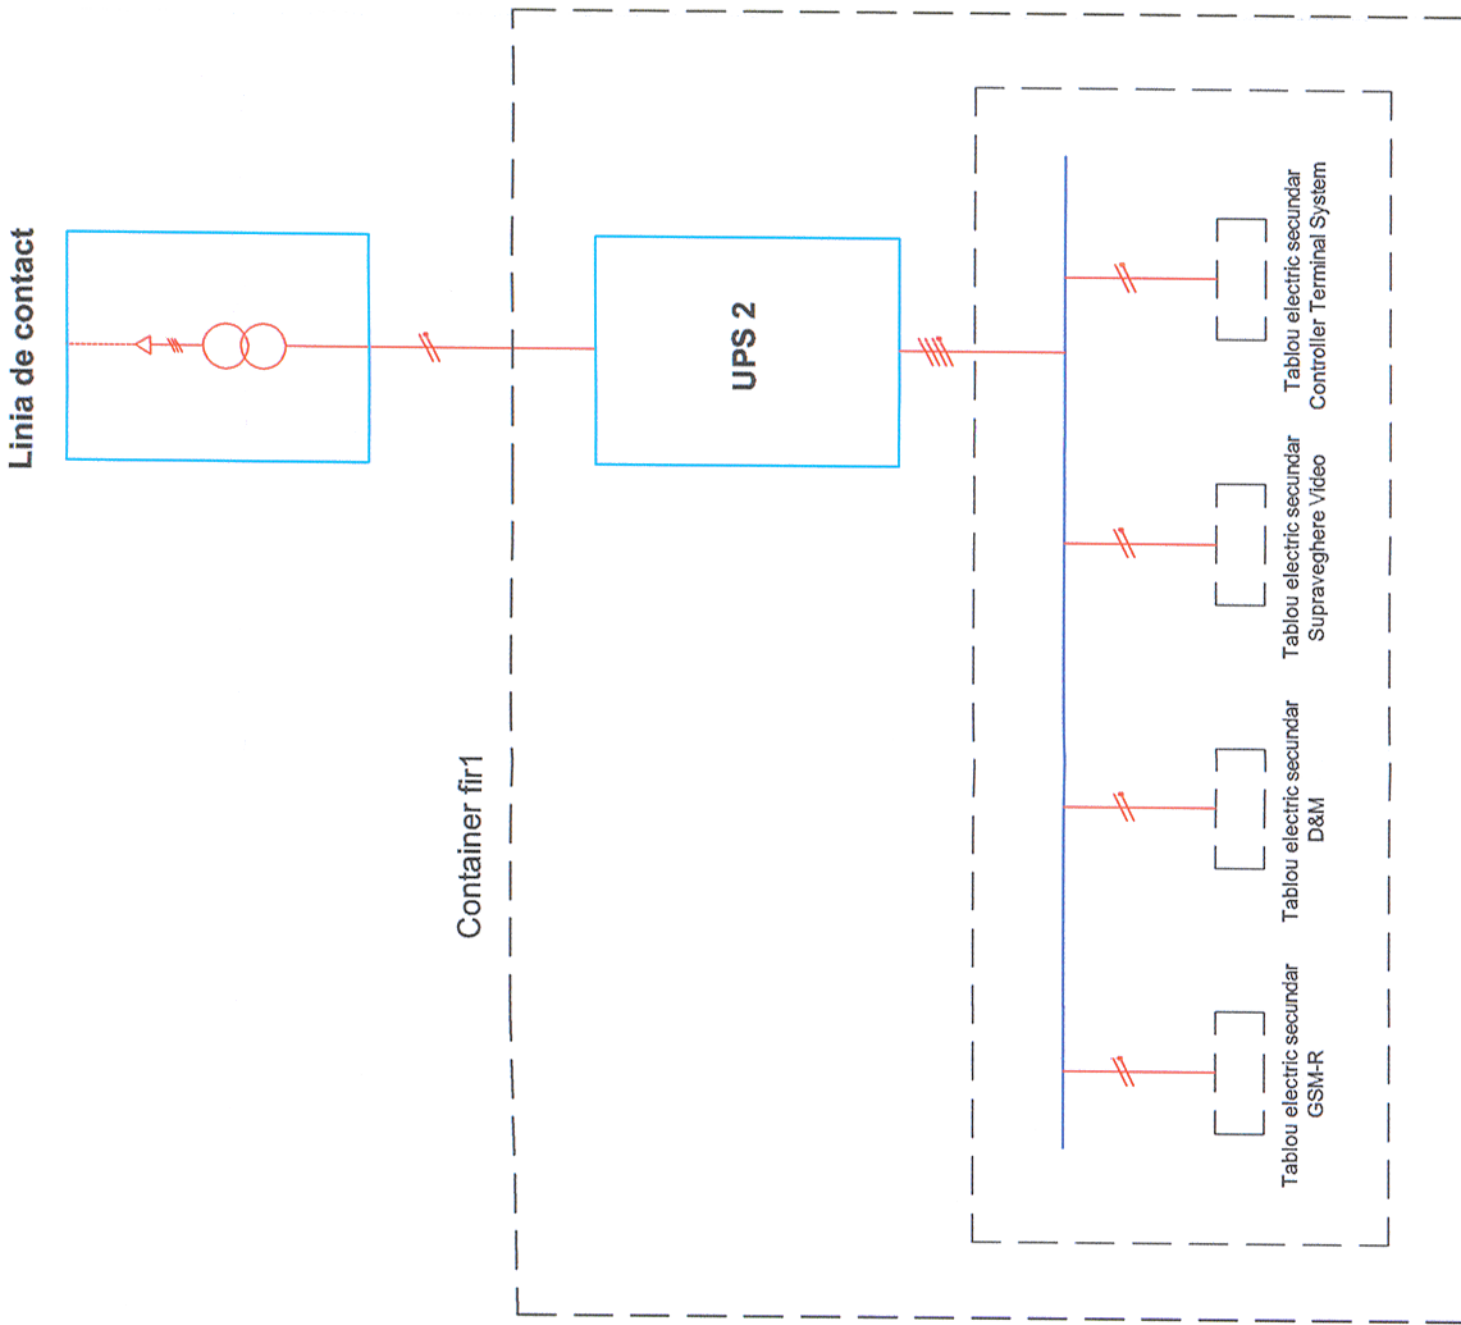 Linia de contact
Container fir1
UPS 2
Tablou electric secundar
GSM-R
Tablou electric secundar
D&M
Tablou electric secundar
Supraveghere Video
Tablou electric secundar
Controller Terminal System